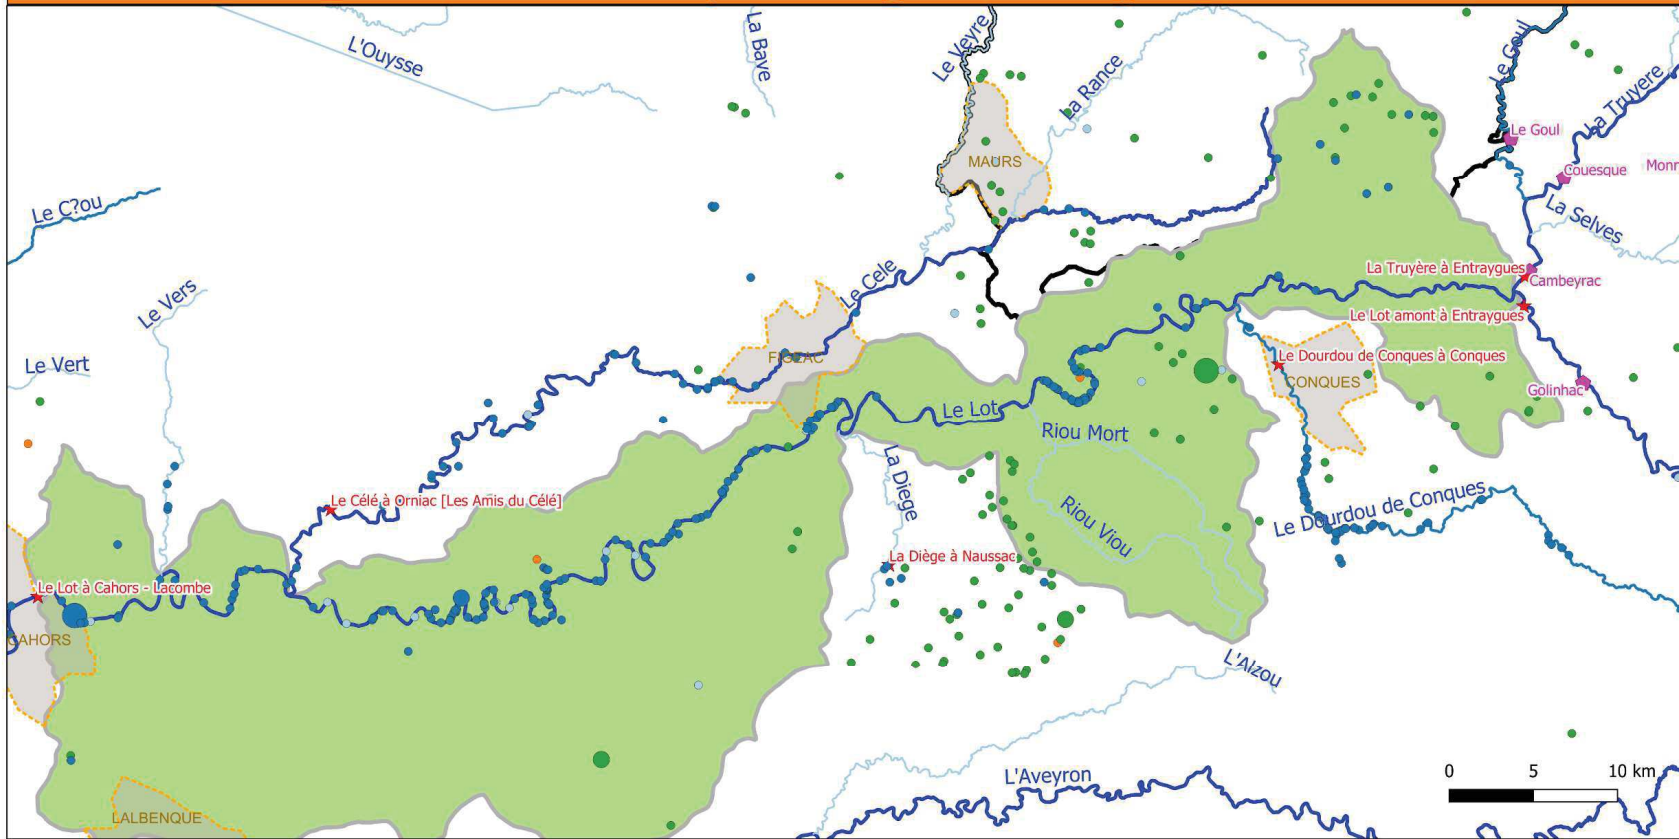 L'Ouysse
La Baye
Le Veyre
La Rance
Le Goul
La Truyere
Le Goul
MAURS
Couesque
Monr
Le C?ou
La Selves
Le Cele
La Truyère à Entraygues
Cambeyrac
Le Vers
Le Lot amont à Entraygues
Le Vert
FIGEAC
Le Dourdou de Conques à Conques
CONQUES
Golinhac
Le Lot
Riou Mort
La Diege
Le Célé à Orniac [Les Amis du Célé]
Riou Viou
Le Dourdou de Conques
La Diège à Naussac
Le Lot à Cahors - Lacombe
CAHORS
L'Alzou
L'Aveyron
0 5 10 km
LALBENQUE